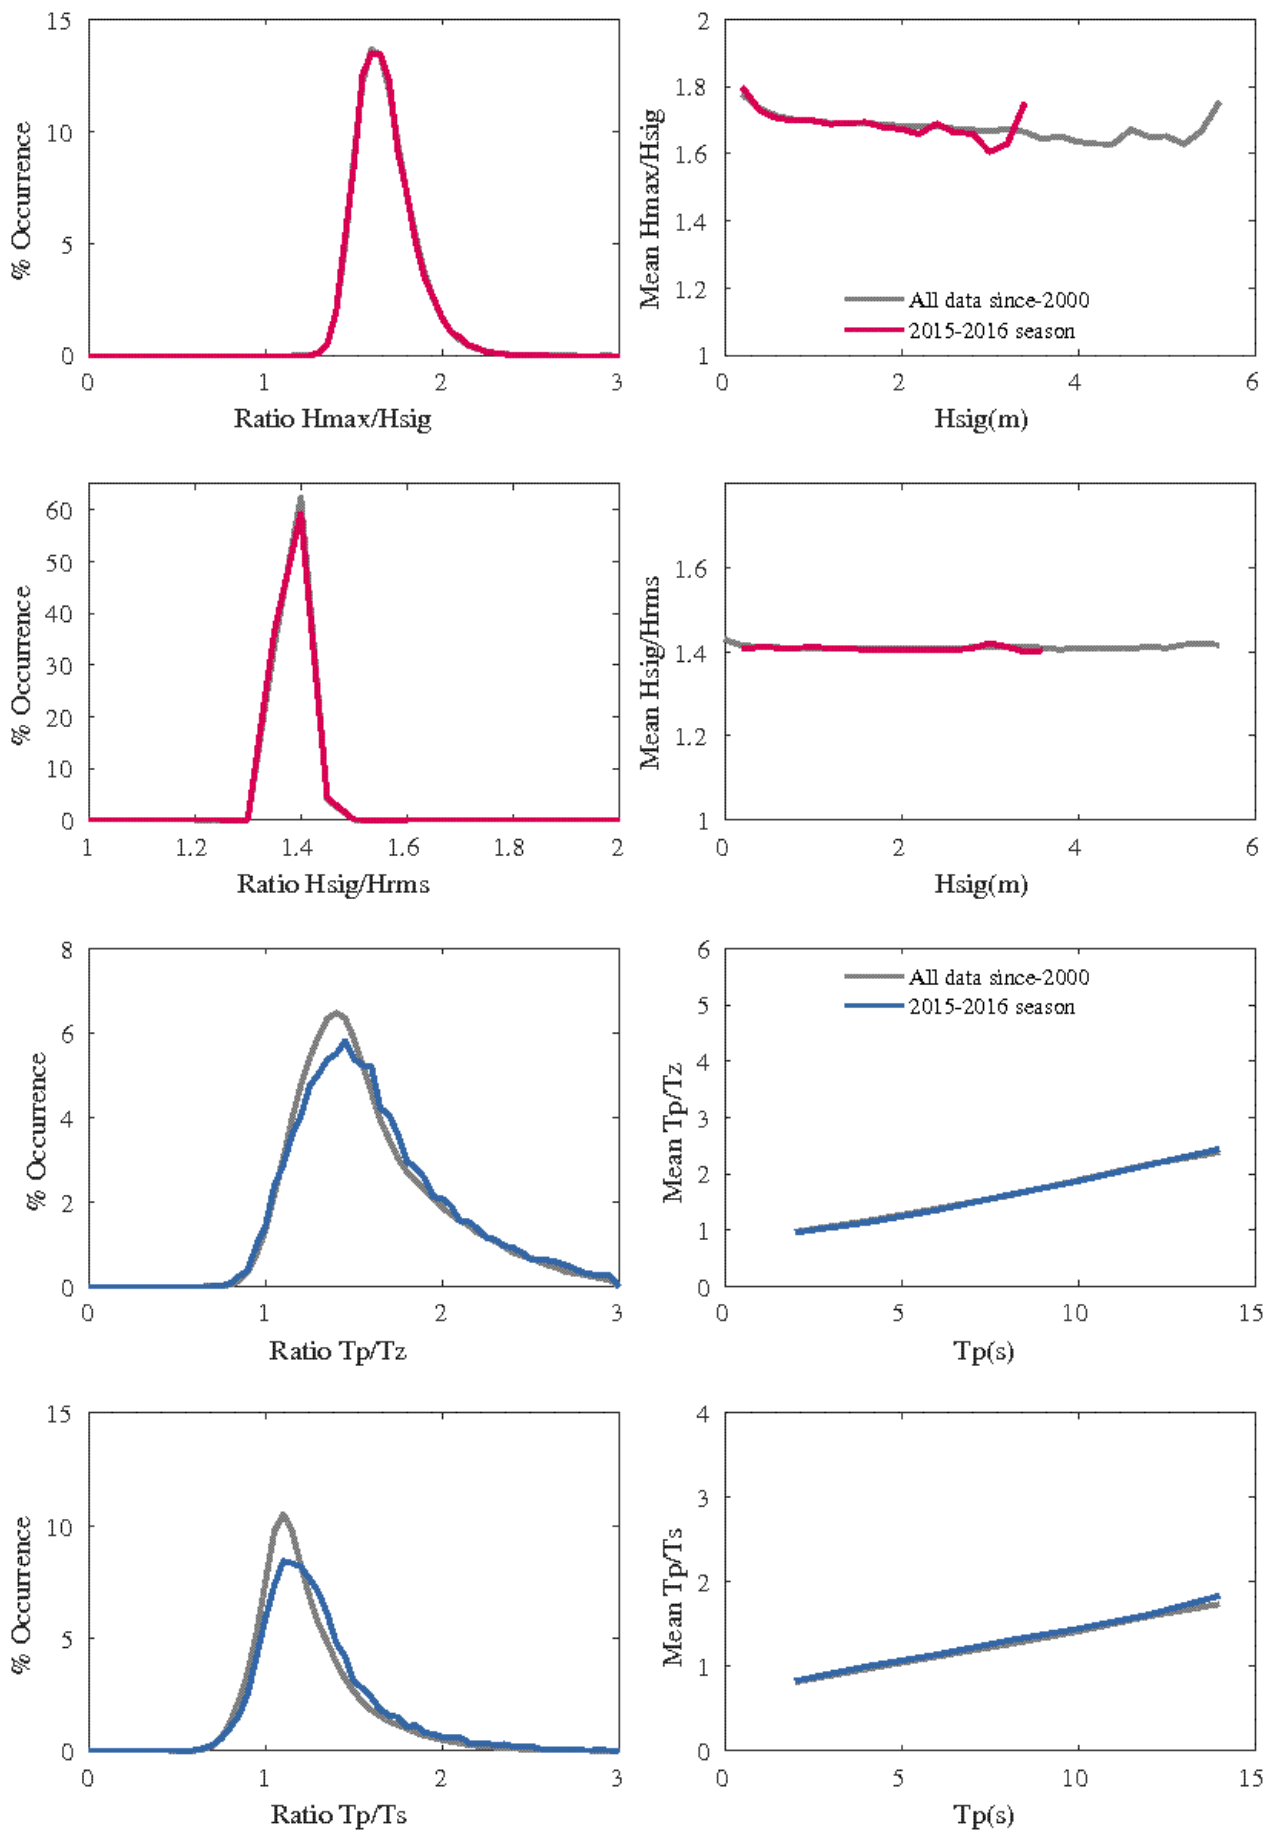 15
10
5
0
% Occurrence
0 1 2 3
Ratio Hmax/Hsig
2
1.8
1.6
1.4
1.2
1
Mean Hmax/Hsig
All data since-2000
2015-2016 season
0 2 4 6
Hsig(m)
60
50
40
30
20
10
0
% Occurrence
1 1.2 1.4 1.6 1.8 2
Ratio Hsig/Hrms
1.6
1.4
1.2
1
Mean Hsig/Hrms
0 2 4 6
Hsig(m)
8
6
4
2
0
% Occurrence
0 1 2 3
Ratio Tp/Tz
6
5
4
3
2
1
0
Mean Tp/Tz
All data since-2000
2015-2016 season
0 5 10 15
Tp(s)
15
10
5
0
% Occurrence
0 1 2 3
Ratio Tp/Ts
4
3
2
1
0
Mean Tp/Ts
0 5 10 15
Tp(s)